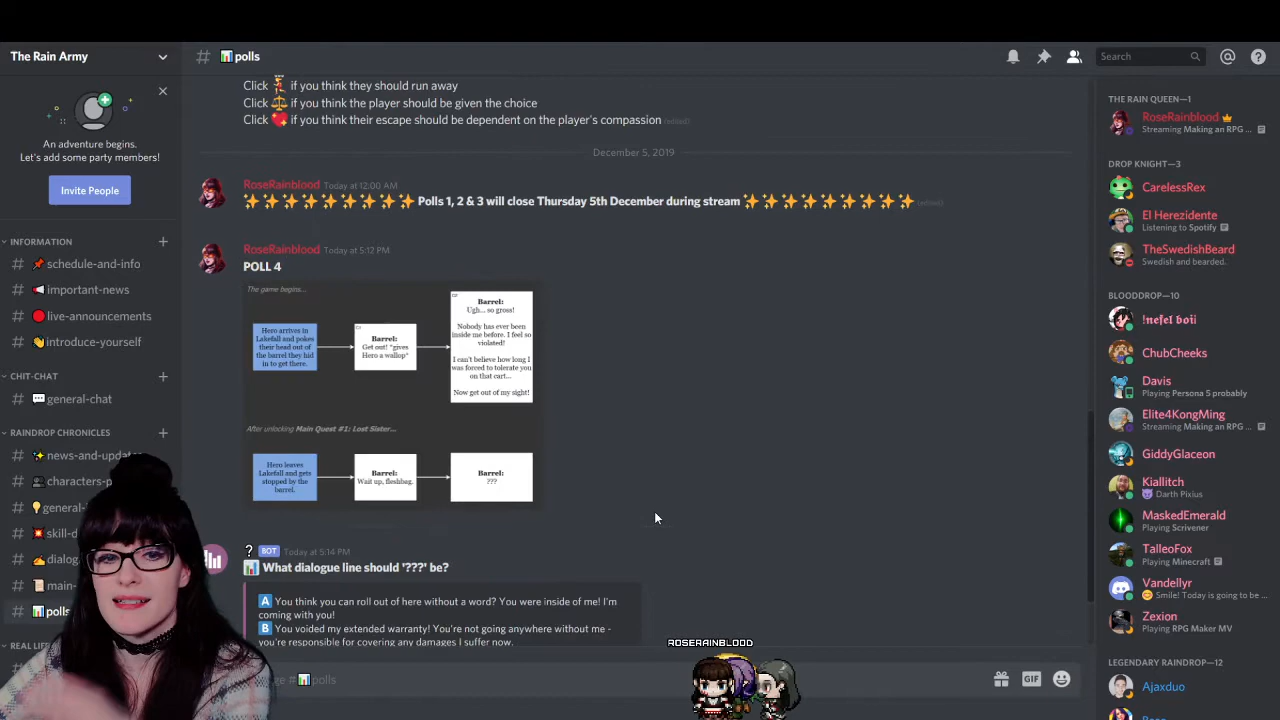 The Rain Army
polls
Search
An adventure begins.
Let's add some party members!
Invite People
INFORMATION
schedule-and-info
important-news
live-announcements
introduce-yourself
CHIT-CHAT
general-chat
RAINDROP CHRONICLES
news-and-updates
characters-p
general-
skill-d
dialog
main-
polls
REAL LIFE
Click if you think they should run away
Click if you think the player should be given the choice
Click if you think their escape should be dependent on the player's compassion (edited)
December 5, 2019
RoseRainblood Today at 12:00 AM
Polls 1, 2 & 3 will close Thursday 5th December during stream (edited)
RoseRainblood Today at 5:12 PM
POLL 4
The game begins...
Hero arrives in
Lakefall and pokes
their head out of
the barrel they hid
in to get there.
Barrel:
Get out! *gives
Hero a wallop*
Barrel:
Ugh... so gross!
Nobody has ever been
inside me before. I feel so
violated!
I can't believe how long I
was forced to tolerate you
on that cart...
Now get out of my sight!
After unlocking Main Quest #1: Lost Sister...
Hero leaves
Lakefall and gets
stopped by the
barrel.
Barrel:
Wait up, fleshbag.
Barrel:
???
? BOT Today at 5:14 PM
What dialogue line should '???' be?
A You think you can roll out of here without a word? You were inside of me! I'm
coming with you!
B You voided my extended warranty! You're not going anywhere without me -
you're responsible for covering any damages I suffer now.
polls
GIF
ROSERAINBLOOD
THE RAIN QUEEN—1
RoseRainblood
Streaming Making an RPG ...
DROP KNIGHT—3
CarelessRex
El Herezidente
Listening to Spotify
TheSwedishBeard
Swedish and bearded.
BLOODDROP—10
ChubCheeks
Davis
Playing Persona 5 probably
Elite4KongMing
Streaming Making an RPG ...
GiddyGlaceon
Kiallitch
Darth Pixius
MaskedEmerald
Playing Scrivener
TalleoFox
Playing Minecraft
Vandellyr
Smile! Today is going to be ...
Zexion
Playing RPG Maker MV
LEGENDARY RAINDROP—12
Ajaxduo